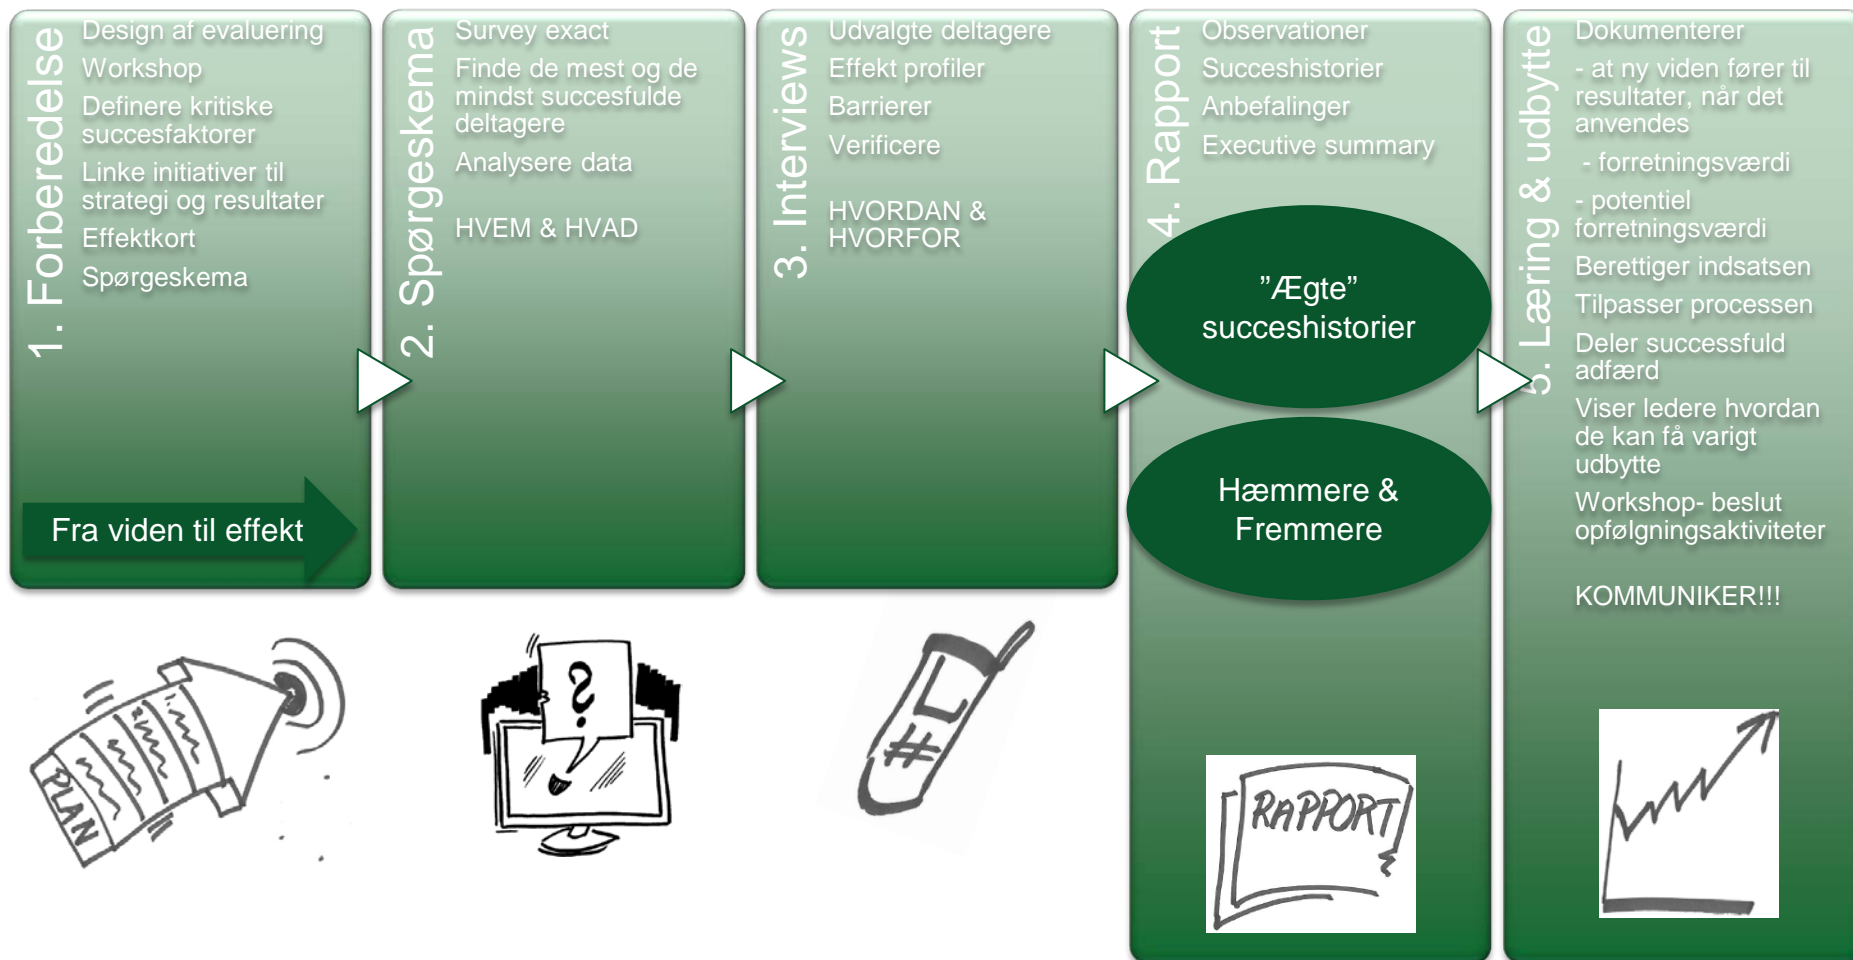 1. Forberedelse
Design af evaluering
Workshop
Definere kritiske
succesfaktorer
Linke initiativer til
strategi og resultater
Effektkort
Spørgeskema
Fra viden til effekt
PLAN
2. Spørgeskema
Survey exact
Finde de mest og de
mindst succesfulde
deltagere
Analysere data
HVEM & HVAD
?
3. Interviews
Udvalgte deltagere
Effekt profiler
Barrierer
Verificere
HVORDAN &
HVORFOR
#
4. Rapport
Observationer
Succeshistorier
Anbefalinger
Executive summary
”Ægte”
succeshistorier
Hæmmere &
Fremmere
RAPPORT
5. Læring & udbytte
Dokumenterer
- at ny viden fører til
resultater, når det
anvendes
- forretningsværdi
- potentiel
forretningsværdi
Berettiger indsatsen
Tilpasser processen
Deler successfuld
adfærd
Viser ledere hvordan
de kan få varigt
udbytte
Workshop- beslut
opfølgningsaktiviteter
KOMMUNIKER!!!